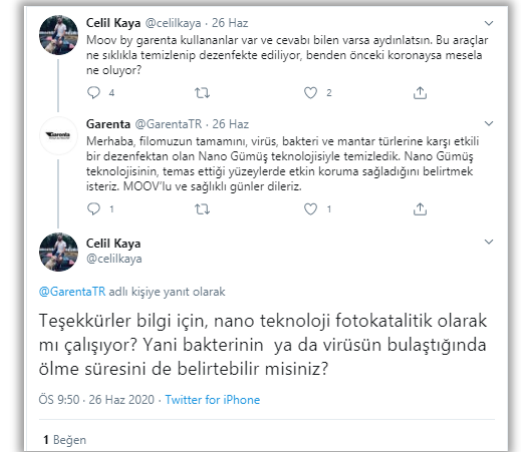 Celil Kaya @celilkaya · 26 Haz
Moov by garenta kullananlar var ve cevabı bilen varsa aydınlatsın. Bu araçlar
ne sıklıkla temizlenip dezenfekte ediliyor, benden önceki koronaysa mesela
ne oluyor?
4 2
Garenta
Garenta @GarentaTR · 26 Haz
Merhaba, filomuzun tamamını, virüs, bakteri ve mantar türlerine karşı etkili
bir dezenfektan olan Nano Gümüş teknolojisiyle temizledik. Nano Gümüş
teknolojisinin, temas ettiği yüzeylerde etkin koruma sağladığını belirtmek
isteriz. MOOV'lu ve sağlıklı günler dileriz.
1 1
Celil Kaya
@celilkaya
@GarentaTR adlı kişiye yanıt olarak
Teşekkürler bilgi için, nano teknoloji fotokatalitik olarak
mı çalışıyor? Yani bakterinin ya da virüsün bulaştığında
ölme süresini de belirtebilir misiniz?
ÖS 9:50 · 26 Haz 2020 · Twitter for iPhone
1 Beğen